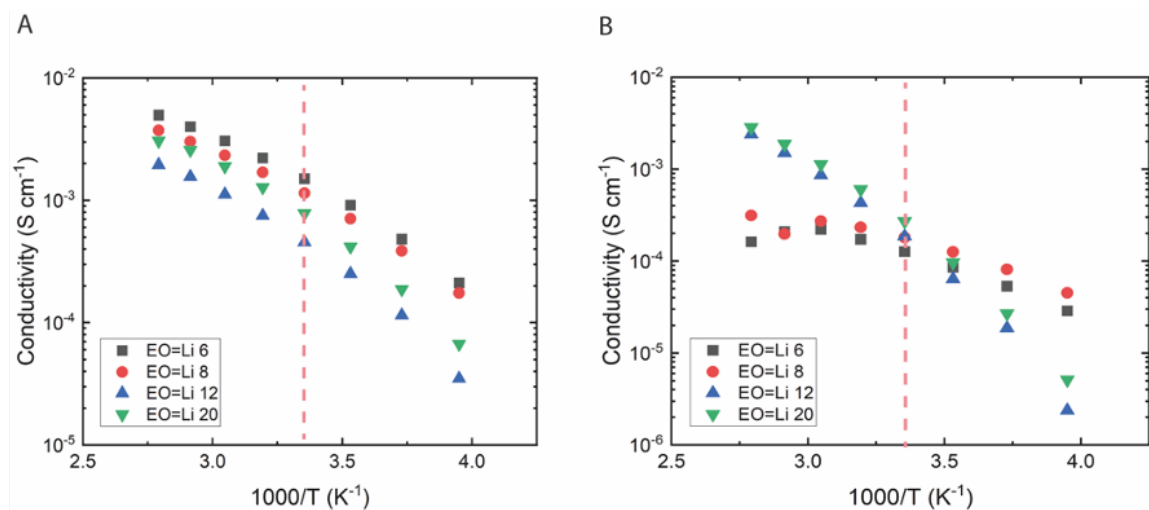 A
10⁻²
10⁻³
10⁻⁴
10⁻⁵
Conductivity (S cm⁻¹)
EO=Li 6
EO=Li 8
EO=Li 12
EO=Li 20
2.5 3.0 3.5 4.0
1000/T (K⁻¹)
B
10⁻²
10⁻³
10⁻⁴
10⁻⁵
10⁻⁶
Conductivity (S cm⁻¹)
EO=Li 6
EO=Li 8
EO=Li 12
EO=Li 20
2.5 3.0 3.5 4.0
1000/T (K⁻¹)